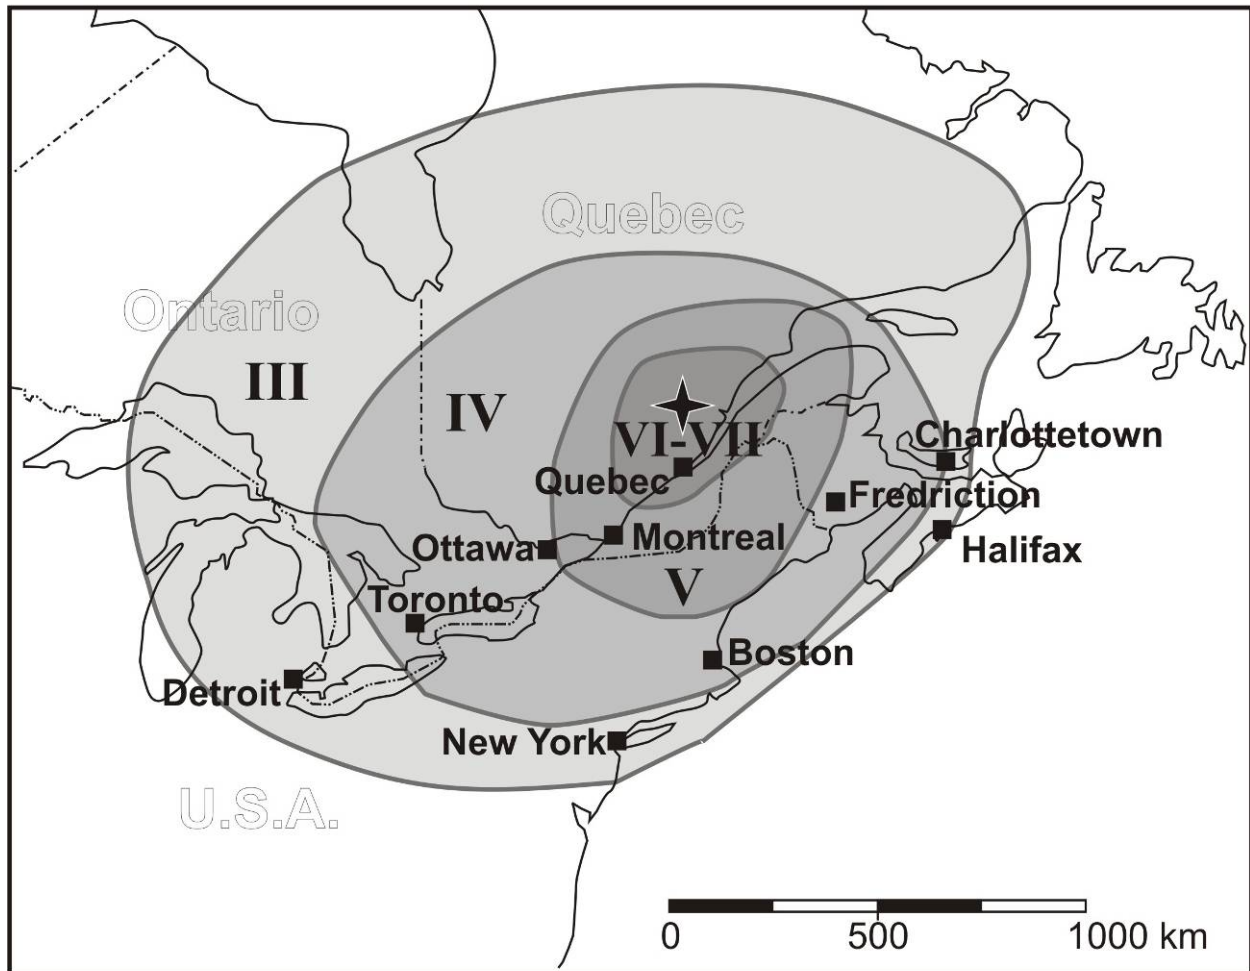 Quebec
Ontario
III
IV
VI-VII
Charlottetown
Quebec
Fredriction
Ottawa
Montreal
Halifax
V
Toronto
Boston
Detroit
New York
U.S.A.
0 500 1000 km